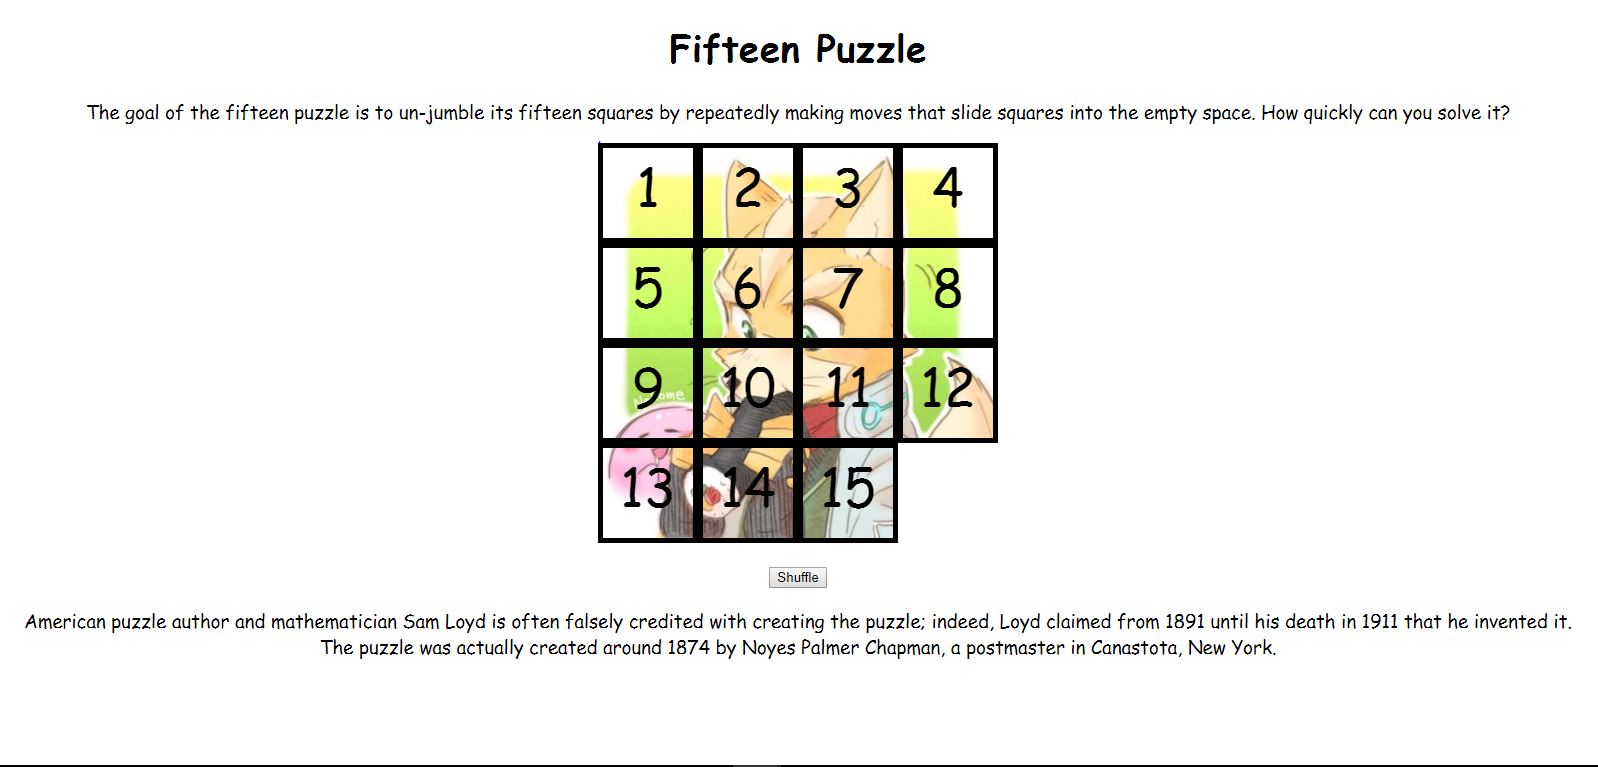 Fifteen Puzzle
The goal of the fifteen puzzle is to un-jumble its fifteen squares by repeatedly making moves that slide squares into the empty space. How quickly can you solve it?
1 2 3 4
5 6 7 8
9 10 11 12
13 14 15
Shuffle
American puzzle author and mathematician Sam Loyd is often falsely credited with creating the puzzle; indeed, Loyd claimed from 1891 until his death in 1911 that he invented it.
The puzzle was actually created around 1874 by Noyes Palmer Chapman, a postmaster in Canastota, New York.